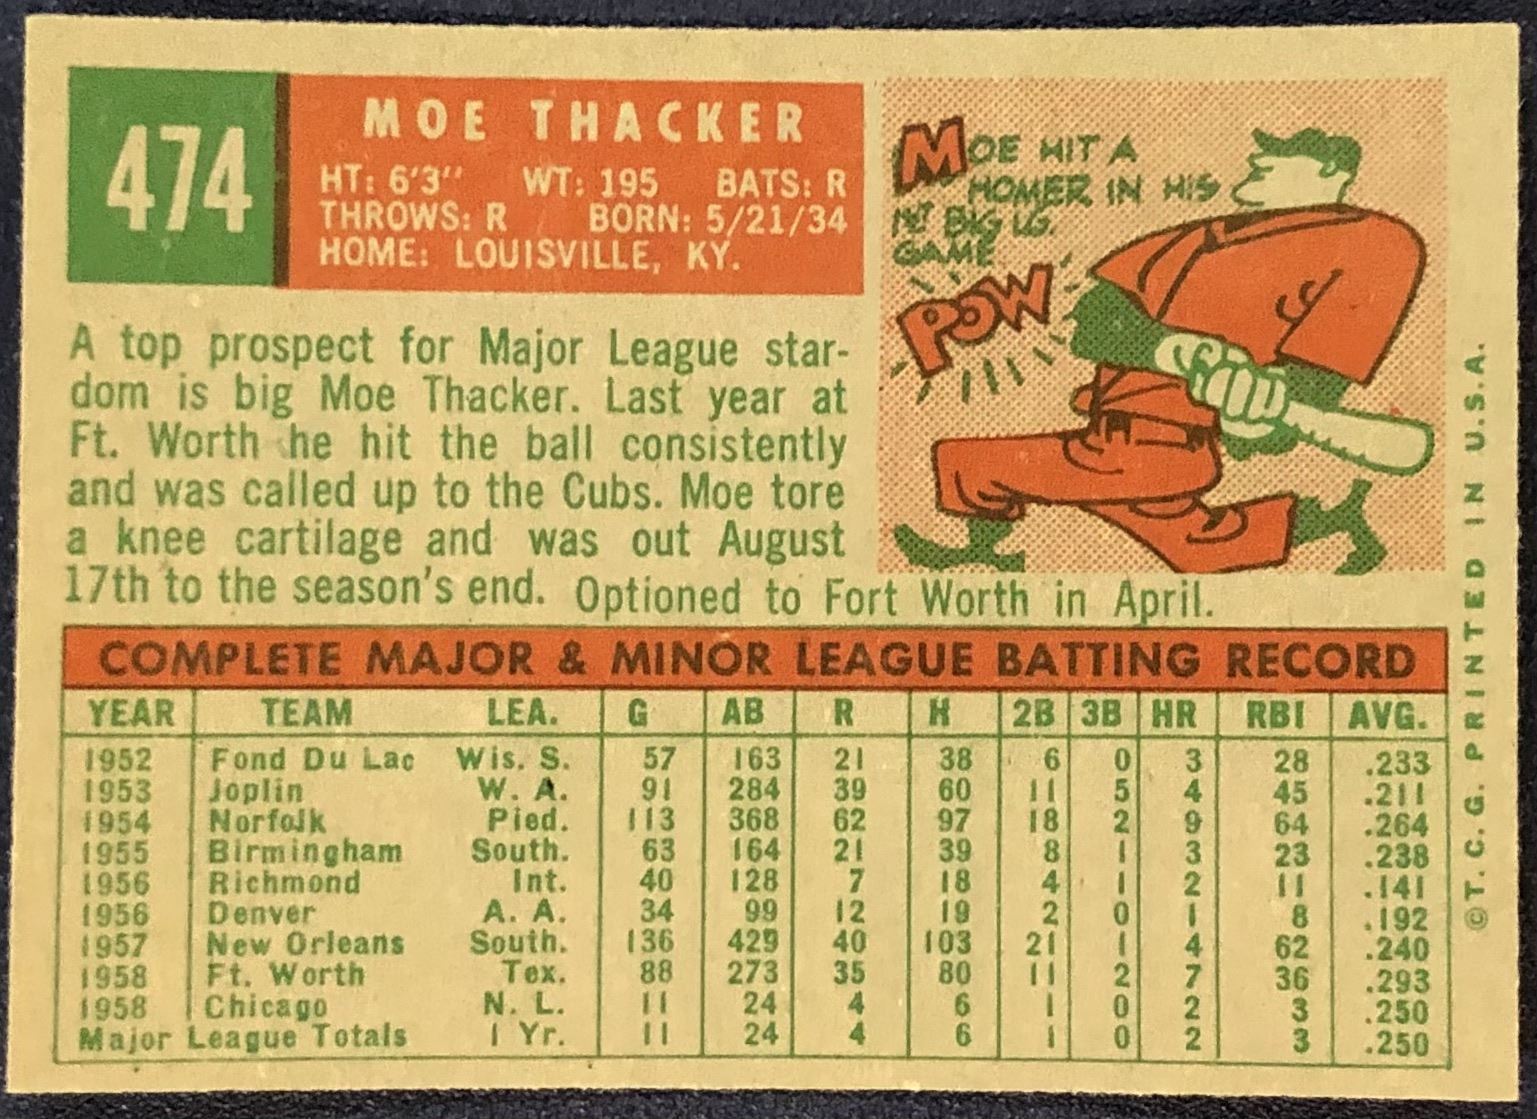 474
MOE THACKER
HT: 6'3" WT: 195 BATS: R
THROWS: R BORN: 5/21/34
HOME: LOUISVILLE, KY.
MOE HIT A
HOMER IN HIS
1ST BIG LG.
GAME
POW
A top prospect for Major League star-
dom is big Moe Thacker. Last year at
Ft. Worth he hit the ball consistently
and was called up to the Cubs. Moe tore
a knee cartilage and was out August
17th to the season's end. Optioned to Fort Worth in April.
COMPLETE MAJOR & MINOR LEAGUE BATTING RECORD
YEAR TEAM LEA. G AB R H 2B 3B HR RBI AVG.
1952 Fond Du Lac Wis. S. 57 163 21 38 6 0 3 28 .233
1953 Joplin W. A. 91 284 39 60 11 5 4 45 .211
1954 Norfolk Pied. 113 368 62 97 18 2 9 64 .264
1955 Birmingham South. 63 164 21 39 8 1 3 23 .238
1956 Richmond Int. 40 128 7 18 4 1 2 11 .141
1956 Denver A. A. 34 99 12 19 2 0 1 8 .192
1957 New Orleans South. 136 429 40 103 21 1 4 62 .240
1958 Ft. Worth Tex. 88 273 35 80 11 2 7 36 .293
1958 Chicago N. L. 11 24 4 6 1 0 2 3 .250
Major League Totals 1 Yr. 11 24 4 6 1 0 2 3 .250
©T.C.G. PRINTED IN U.S.A.